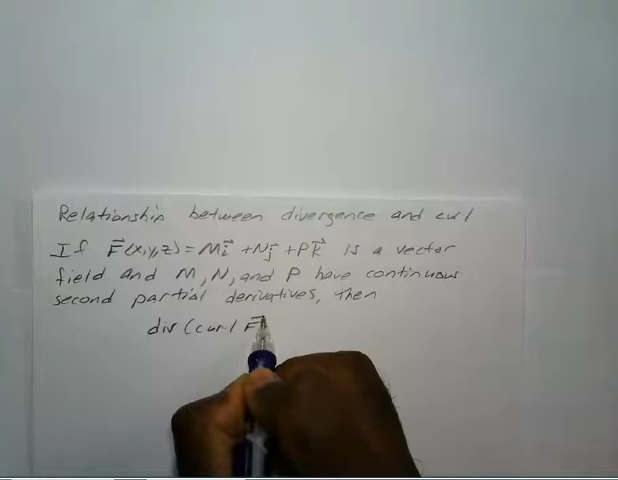 Relationship between divergence and curl
If F⃗(x,y,z)=Mi⃗ +Nj⃗ +Pk⃗ is a vector
field and M, N, and P have continuous
second partial derivatives, then
div (curl F⃗